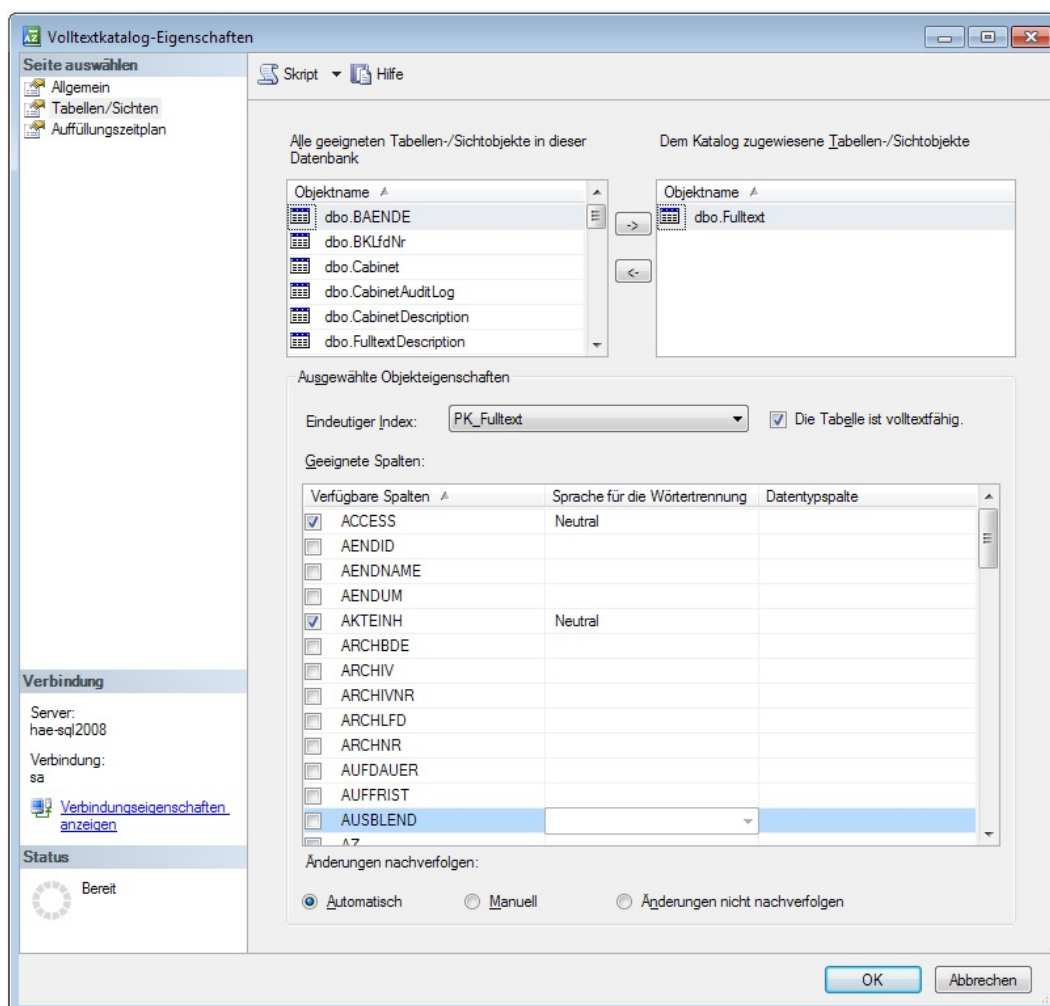 Volltextkatalog-Eigenschaften
Seite auswählen
Allgemein
Tabellen/Sichten
Auffüllungszeitplan
Skript
Hilfe
Alle geeigneten Tabellen-/Sichtobjekte in dieser
Datenbank
Dem Katalog zugewiesene Tabellen-/Sichtobjekte
Objektname
dbo.BAENDE
dbo.BKLfdNr
dbo.Cabinet
dbo.CabinetAuditLog
dbo.CabinetDescription
dbo.FulltextDescription
->
<-
Objektname
dbo.Fulltext
Ausgewählte Objekteigenschaften
Eindeutiger Index:
PK_Fulltext
Die Tabelle ist volltextfähig.
Geeignete Spalten:
Verfügbare Spalten Sprache für die Wörtertrennung Datentypspalte
ACCESS Neutral
AENDID
AENDNAME
AENDUM
AKTEINH Neutral
ARCHBDE
ARCHIV
ARCHIVNR
ARCHLFD
ARCHNR
AUFDAUER
AUFFRIST
AUSBLEND
AZ
Änderungen nachverfolgen:
Automatisch Manuell Änderungen nicht nachverfolgen
Verbindung
Server:
hae-sql2008
Verbindung:
sa
Verbindungseigenschaften
anzeigen
Status
Bereit
OK Abbrechen